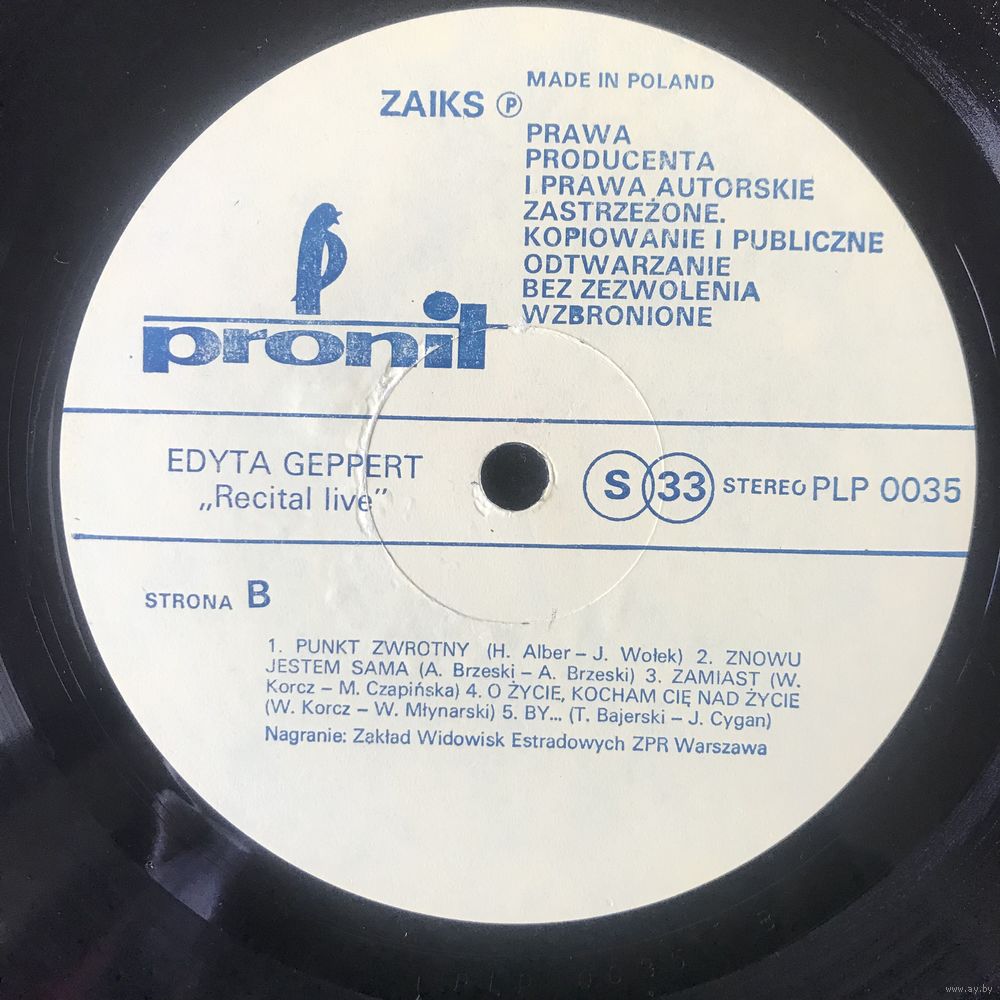 MADE IN POLAND
ZAIKS Ⓟ
PRAWA
PRODUCENTA
I PRAWA AUTORSKIE
ZASTRZEŻONE.
KOPIOWANIE I PUBLICZNE
ODTWARZANIE
BEZ ZEZWOLENIA
WZBRONIONE
pronit
EDYTA GEPPERT
„Recital live”
S 33 STEREO PLP 0035
STRONA B
1. PUNKT ZWROTNY (H. Alber – J. Wołek) 2. ZNOWU
JESTEM SAMA (A. Brzeski – A. Brzeski) 3. ZAMIAST (W.
Korcz – M. Czapińska) 4. O ŻYCIE, KOCHAM CIĘ NAD ŻYCIE
(W. Korcz – W. Młynarski) 5. BY... (T. Bajerski – J. Cygan)
Nagranie: Zakład Widowisk Estradowych ZPR Warszawa
www.ay.by